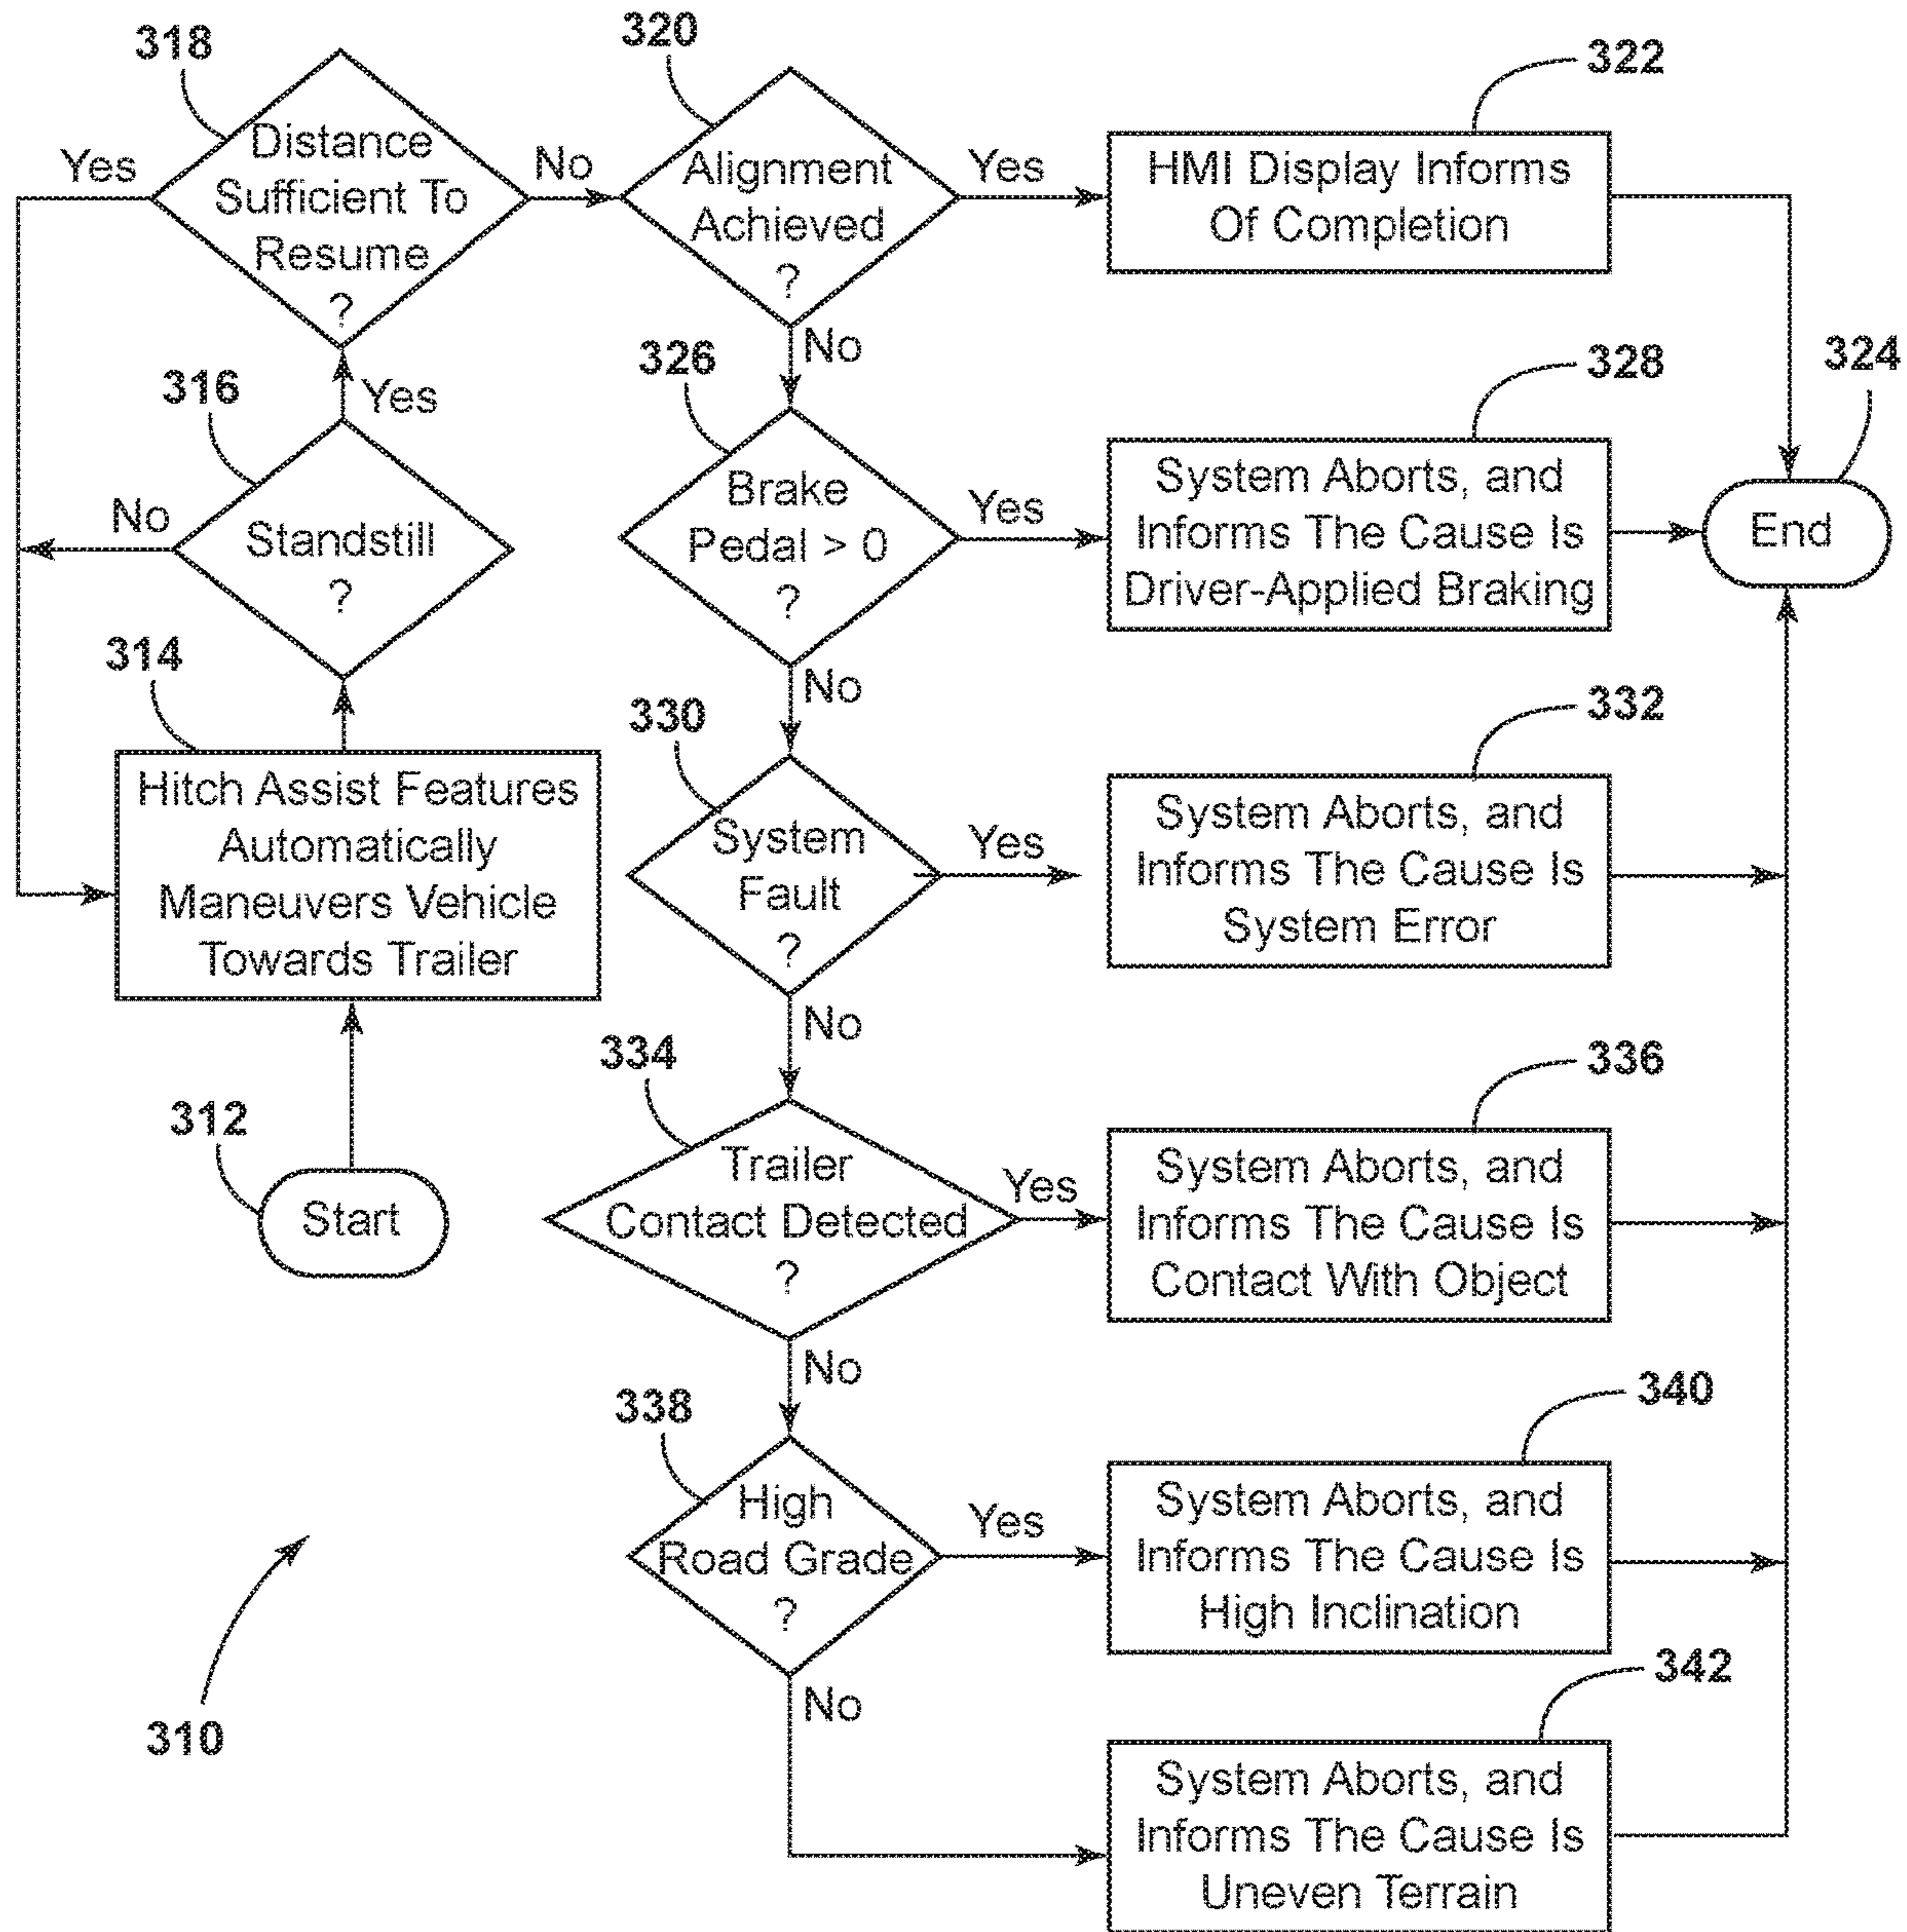 318
320
322
Distance
Sufficient To
Resume
?
Yes
No
Alignment
Achieved
?
Yes
HMI Display Informs
Of Completion
No
316
Yes
326
328
324
Standstill
?
No
Brake
Pedal > 0
?
Yes
System Aborts, and
Informs The Cause Is
Driver-Applied Braking
End
No
314
330
332
Hitch Assist Features
Automatically
Maneuvers Vehicle
Towards Trailer
System
Fault
?
Yes
System Aborts, and
Informs The Cause Is
System Error
No
312
334
336
Start
Trailer
Contact Detected
?
Yes
System Aborts, and
Informs The Cause Is
Contact With Object
No
338
340
High
Road Grade
?
Yes
System Aborts, and
Informs The Cause Is
High Inclination
No
310
342
System Aborts, and
Informs The Cause Is
Uneven Terrain